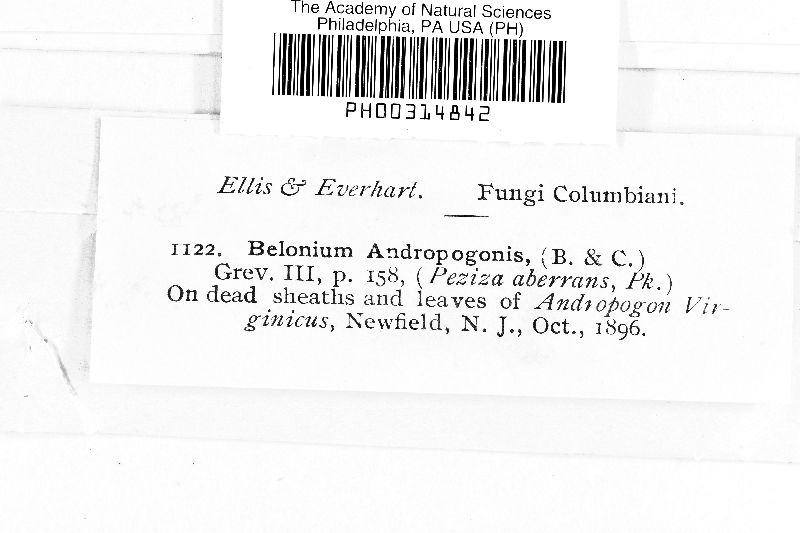 The Academy of Natural Sciences
Philadelphia, PA USA (PH)
PH00314842
Ellis & Everhart. Fungi Columbiani.
1122. Belonium Andropogonis, (B. & C.)
Grev. III, p. 158, (Peziza aberrans, Pk.)
On dead sheaths and leaves of Andropogon Vir-
ginicus, Newfield, N. J., Oct., 1896.